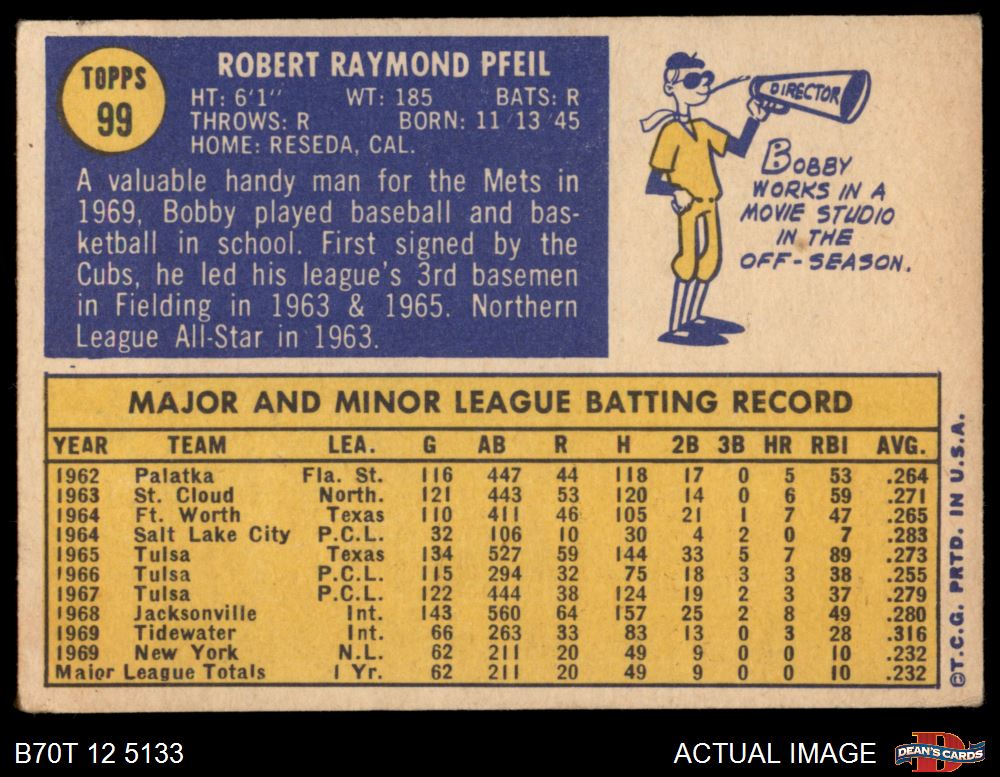 TOPPS
99
ROBERT RAYMOND PFEIL
HT: 6'1" WT: 185 BATS: R
THROWS: R BORN: 11 13 45
HOME: RESEDA, CAL.
A valuable handy man for the Mets in
1969, Bobby played baseball and bas-
ketball in school. First signed by the
Cubs, he led his league's 3rd basemen
in Fielding in 1963 & 1965. Northern
League All-Star in 1963.
DIRECTOR
BOBBY
WORKS IN A
MOVIE STUDIO
IN THE
OFF-SEASON.
MAJOR AND MINOR LEAGUE BATTING RECORD
YEAR TEAM LEA. G AB R H 2B 3B HR RBI AVG.
1962 Palatka Fla. St. 116 447 44 118 17 0 5 53 .264
1963 St. Cloud North. 121 443 53 120 14 0 6 59 .271
1964 Ft. Worth Texas 110 411 46 105 21 1 7 47 .265
1964 Salt Lake City P.C.L. 32 106 10 30 4 2 0 7 .283
1965 Tulsa Texas 134 527 59 144 33 5 7 89 .273
1966 Tulsa P.C.L. 115 294 32 75 18 3 3 38 .255
1967 Tulsa P.C.L. 122 444 38 124 19 2 3 37 .279
1968 Jacksonville Int. 143 560 64 157 25 2 8 49 .280
1969 Tidewater Int. 66 263 33 83 13 0 3 28 .316
1969 New York N.L. 62 211 20 49 9 0 0 10 .232
Major League Totals 1 Yr. 62 211 20 49 9 0 0 10 .232
©T.C.G. PRTD. IN U.S.A.
B70T 12 5133
ACTUAL IMAGE
D
DEAN'S CARDS